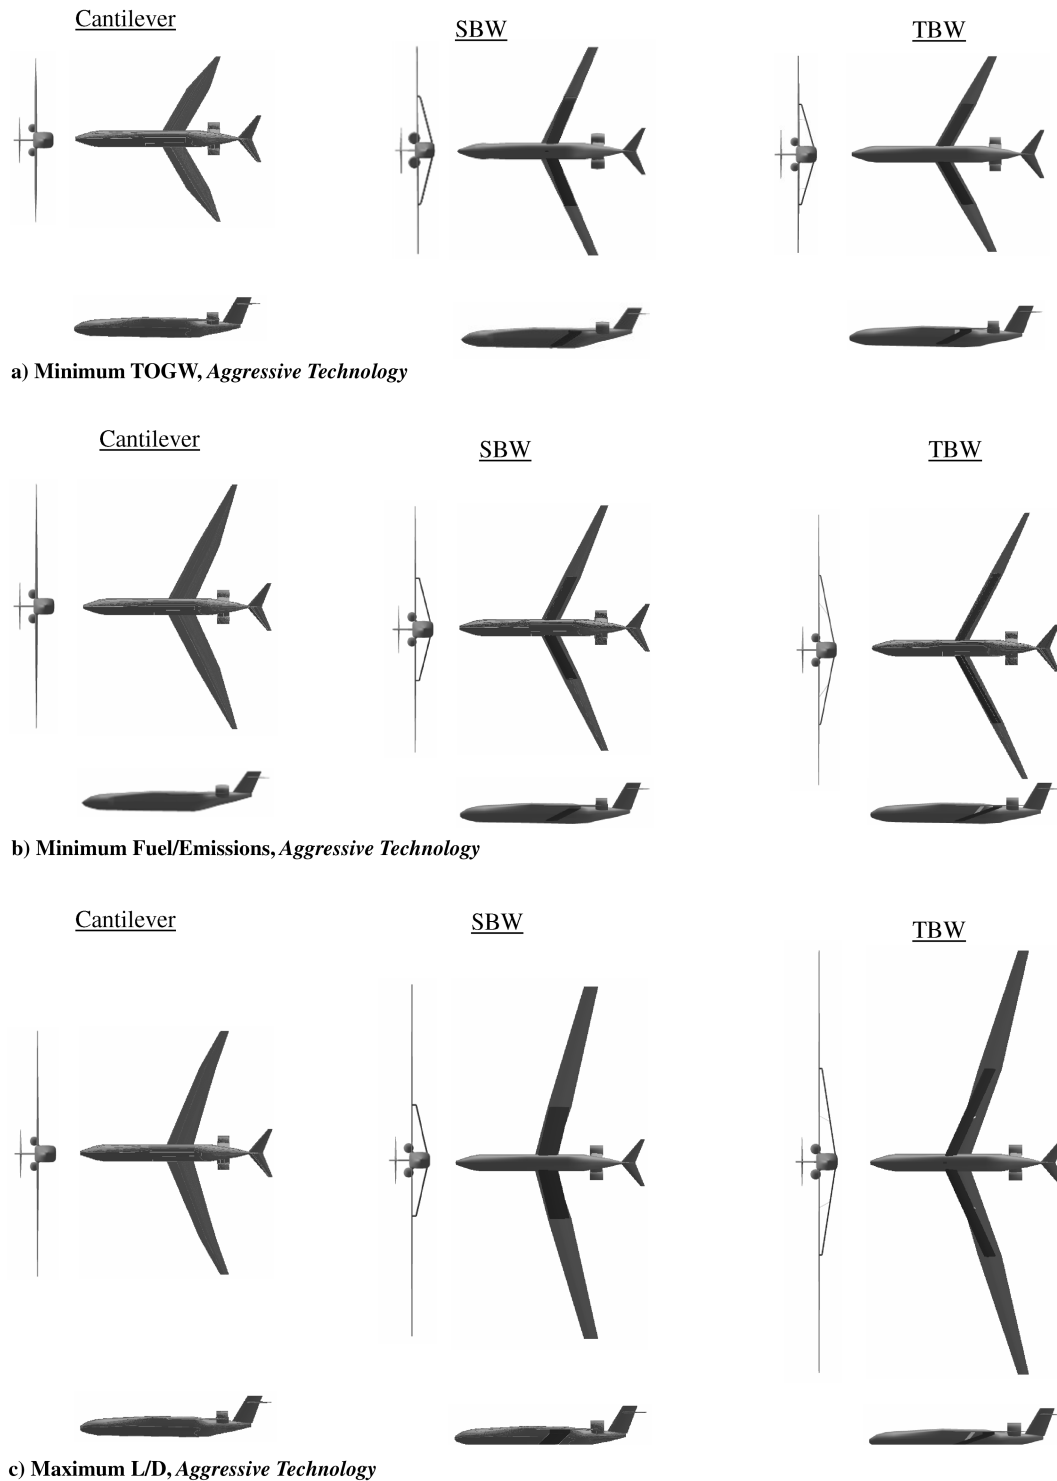 Cantilever
SBW
TBW
a) Minimum TOGW, Aggressive Technology
Cantilever
SBW
TBW
b) Minimum Fuel/Emissions, Aggressive Technology
Cantilever
SBW
TBW
c) Maximum L/D, Aggressive Technology